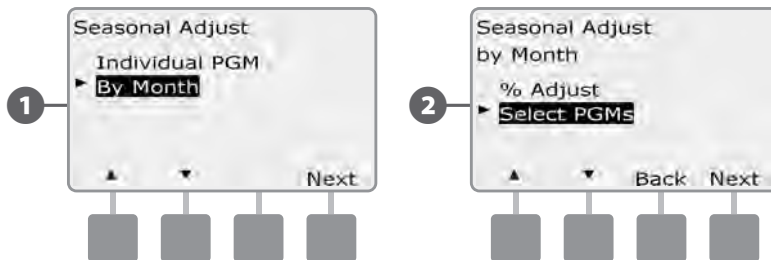 1
Seasonal Adjust
Individual PGM
By Month
Next
2
Seasonal Adjust
by Month
% Adjust
Select PGMs
Back Next